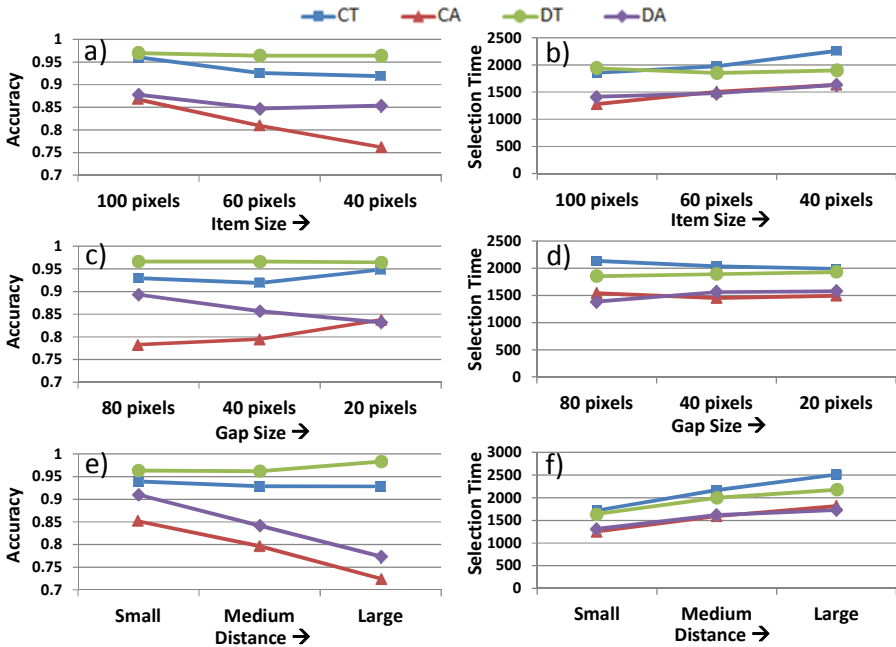 CT CA DT DA
a)
1
0.95
0.9
0.85
0.8
0.75
0.7
Accuracy
100 pixels 60 pixels 40 pixels
Item Size →
b)
2500
2000
1500
1000
500
0
Selection Time
100 pixels 60 pixels 40 pixels
Item Size →
c)
1
0.95
0.9
0.85
0.8
0.75
0.7
Accuracy
80 pixels 40 pixels 20 pixels
Gap Size →
d)
2500
2000
1500
1000
500
0
Selection Time
80 pixels 40 pixels 20 pixels
Gap Size →
e)
1
0.95
0.9
0.85
0.8
0.75
0.7
Accuracy
Small Medium Large
Distance →
f)
3000
2500
2000
1500
1000
500
0
Selection Time
Small Medium Large
Distance →